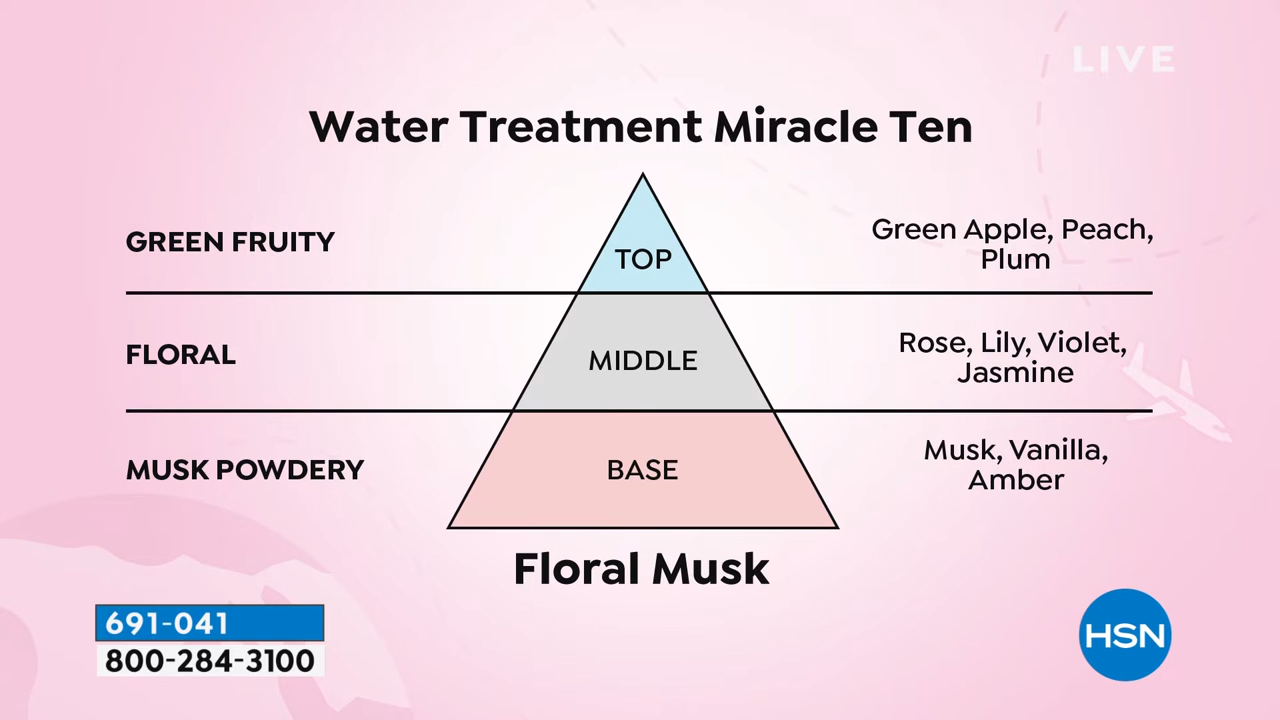 LIVE
Water Treatment Miracle Ten
GREEN FRUITY
TOP
Green Apple, Peach,
Plum
FLORAL
MIDDLE
Rose, Lily, Violet,
Jasmine
MUSK POWDERY
BASE
Musk, Vanilla,
Amber
Floral Musk
691-041
800-284-3100
HSN